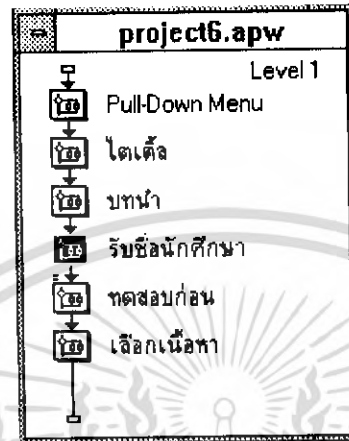 project6.apw
Level 1
Pull-Down Menu
ไตเติ้ล
บทนำ
รับชื่อนักศึกษา
ทดสอบก่อน
เลือกเนื้อหา